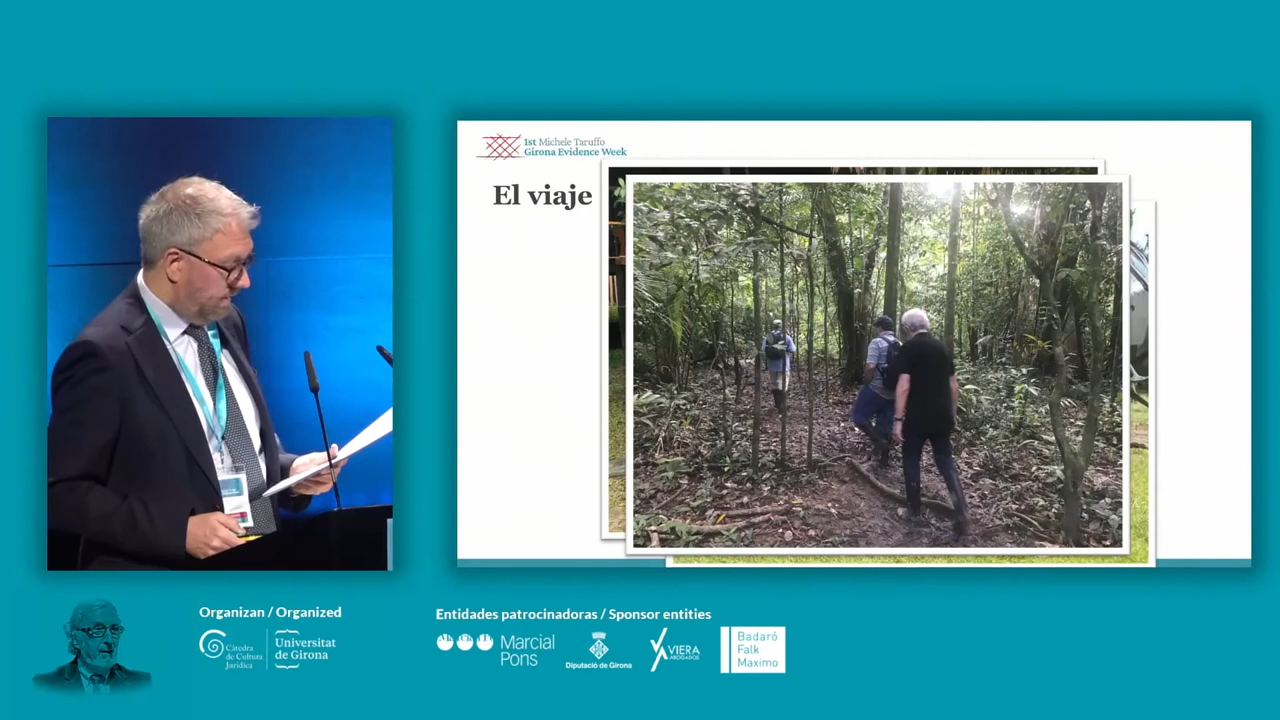 1st Michele Taruffo
Girona Evidence Week
El viaje
Organizan / Organized
Càtedra
de Cultura
Jurídica
Universitat
de Girona
Entidades patrocinadoras / Sponsor entities
Marcial
Pons
Diputació de Girona
VIERA
ABOGADOS
Badaró
Falk
Maximo